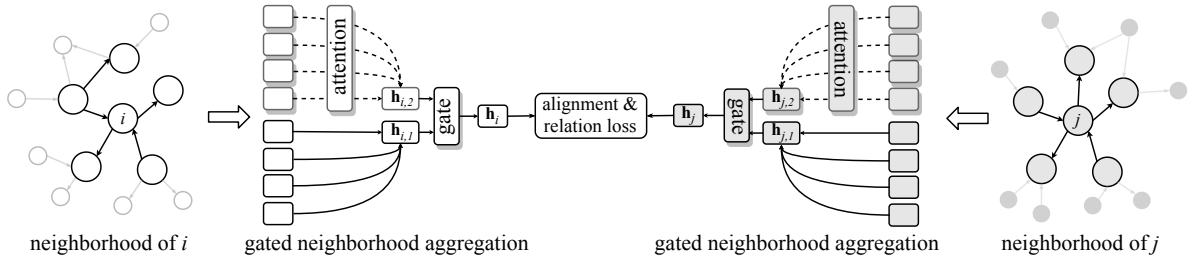 i
neighborhood of i
attention
h_{i,2}
h_{i,1}
gate
h_i
gated neighborhood aggregation
alignment &
relation loss
h_j
gate
h_{j,2}
h_{j,1}
attention
gated neighborhood aggregation
j
neighborhood of j